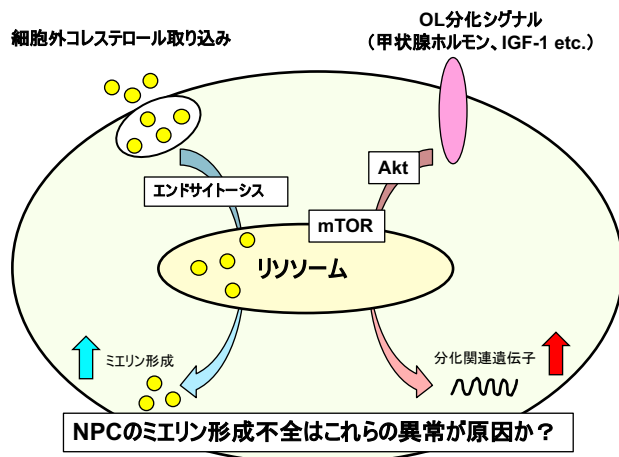 細胞外コレステロール取り込み
OL分化シグナル
（甲状腺ホルモン、IGF-1 etc.）
エンドサイトーシス
Akt
mTOR
リソソーム
ミエリン形成
分化関連遺伝子
NPCのミエリン形成不全はこれらの異常が原因か？